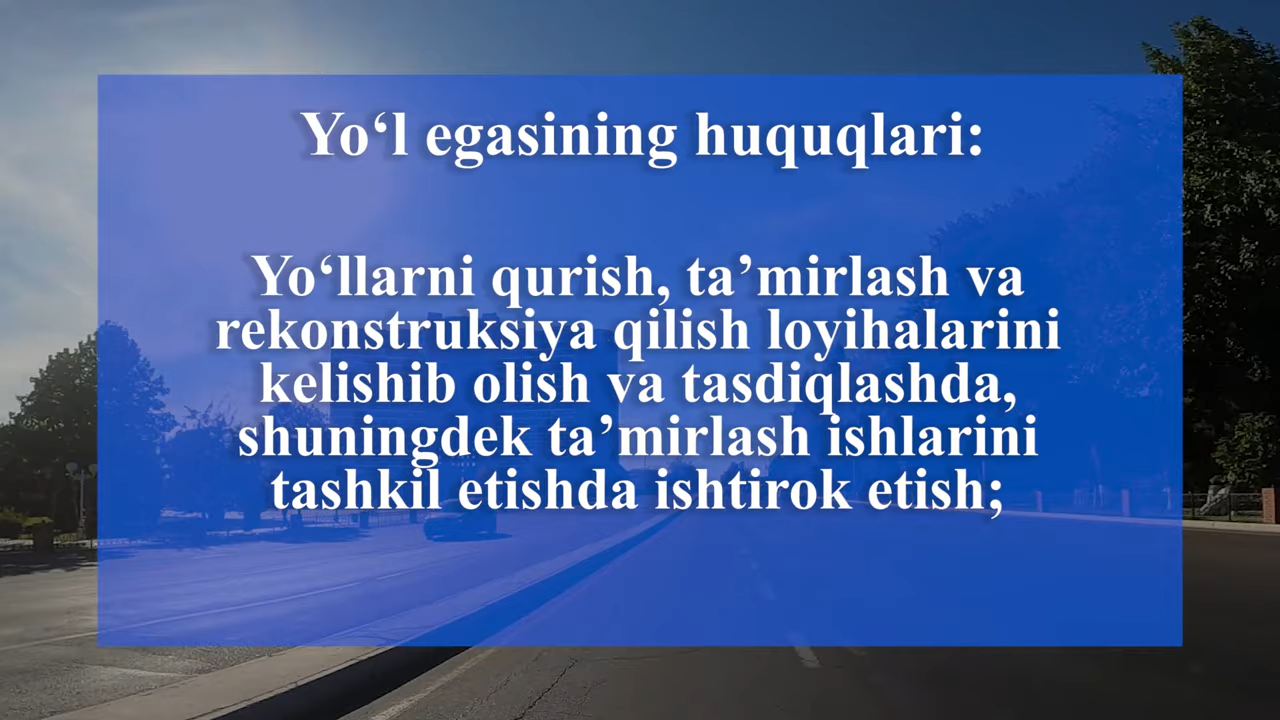 Yo‘l egasining huquqlari:
Yo‘llarni qurish, ta’mirlash va
rekonstruksiya qilish loyihalarini
kelishib olish va tasdiqlashda,
shuningdek ta’mirlash ishlarini
tashkil etishda ishtirok etish;